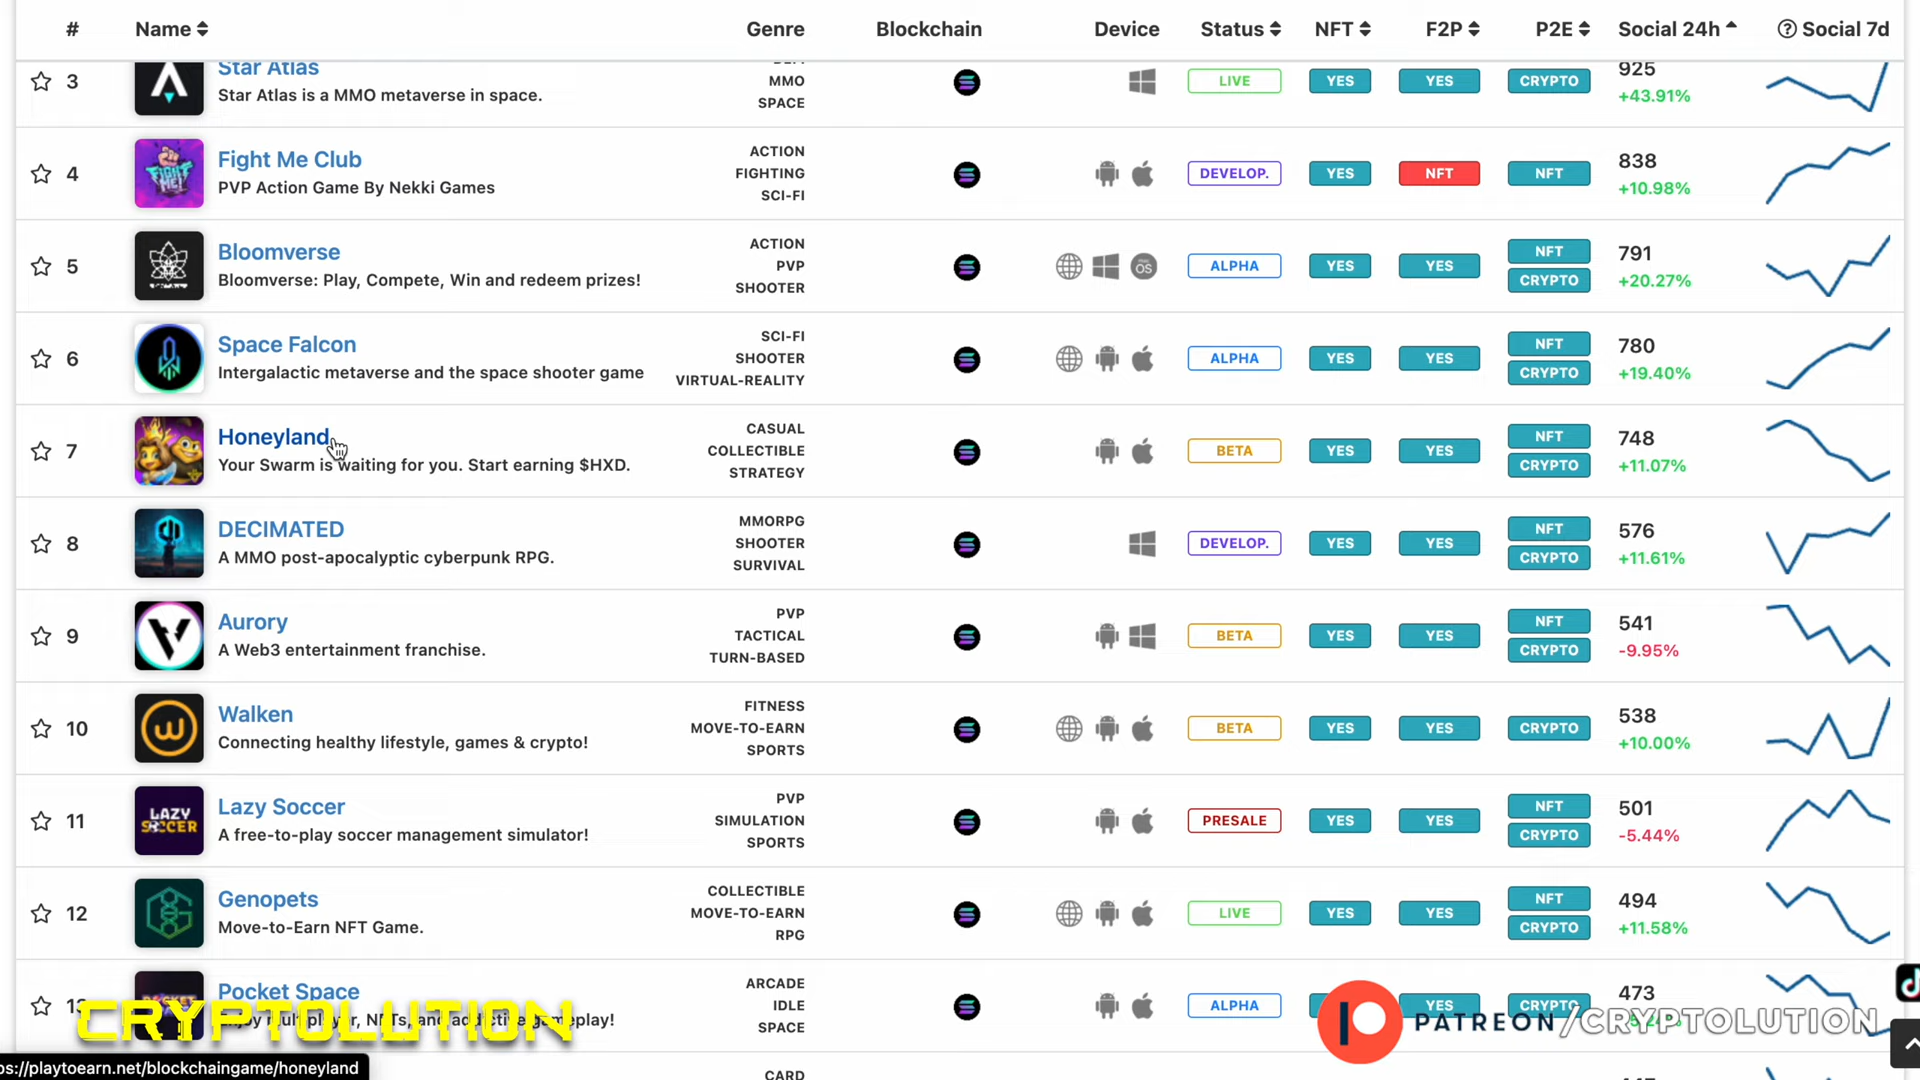 # Name Genre Blockchain Device Status NFT F2P P2E Social 24h Social 7d
3 Star Atlas
Star Atlas is a MMO metaverse in space.
MMO
SPACE
LIVE YES YES CRYPTO
925
+43.91%
4 Fight Me Club
PVP Action Game By Nekki Games
ACTION
FIGHTING
SCI-FI
DEVELOP. YES NFT NFT
838
+10.98%
5 Bloomverse
Bloomverse: Play, Compete, Win and redeem prizes!
ACTION
PVP
SHOOTER
OS
ALPHA YES YES NFT
CRYPTO
791
+20.27%
6 Space Falcon
Intergalactic metaverse and the space shooter game
SCI-FI
SHOOTER
VIRTUAL-REALITY
ALPHA YES YES NFT
CRYPTO
780
+19.40%
7 Honeyland
Your Swarm is waiting for you. Start earning $HXD.
CASUAL
COLLECTIBLE
STRATEGY
BETA YES YES NFT
CRYPTO
748
+11.07%
8 DECIMATED
A MMO post-apocalyptic cyberpunk RPG.
MMORPG
SHOOTER
SURVIVAL
DEVELOP. YES YES NFT
CRYPTO
576
+11.61%
9 Aurory
A Web3 entertainment franchise.
PVP
TACTICAL
TURN-BASED
BETA YES YES NFT
CRYPTO
541
-9.95%
10 Walken
Connecting healthy lifestyle, games & crypto!
FITNESS
MOVE-TO-EARN
SPORTS
BETA YES YES CRYPTO
538
+10.00%
LAZY
SOCCER
11 Lazy Soccer
A free-to-play soccer management simulator!
PVP
SIMULATION
SPORTS
PRESALE YES YES NFT
CRYPTO
501
-5.44%
12 Genopets
Move-to-Earn NFT Game.
COLLECTIBLE
MOVE-TO-EARN
RPG
LIVE YES YES NFT
CRYPTO
494
+11.58%
Pocket Space
ARCADE
IDLE
SPACE
ALPHA YES CRYPTO
473
CRYPTOLUTION
PATREON/CRYPTOLUTION
ps://playtoearn.net/blockchaingame/honeyland
CARD